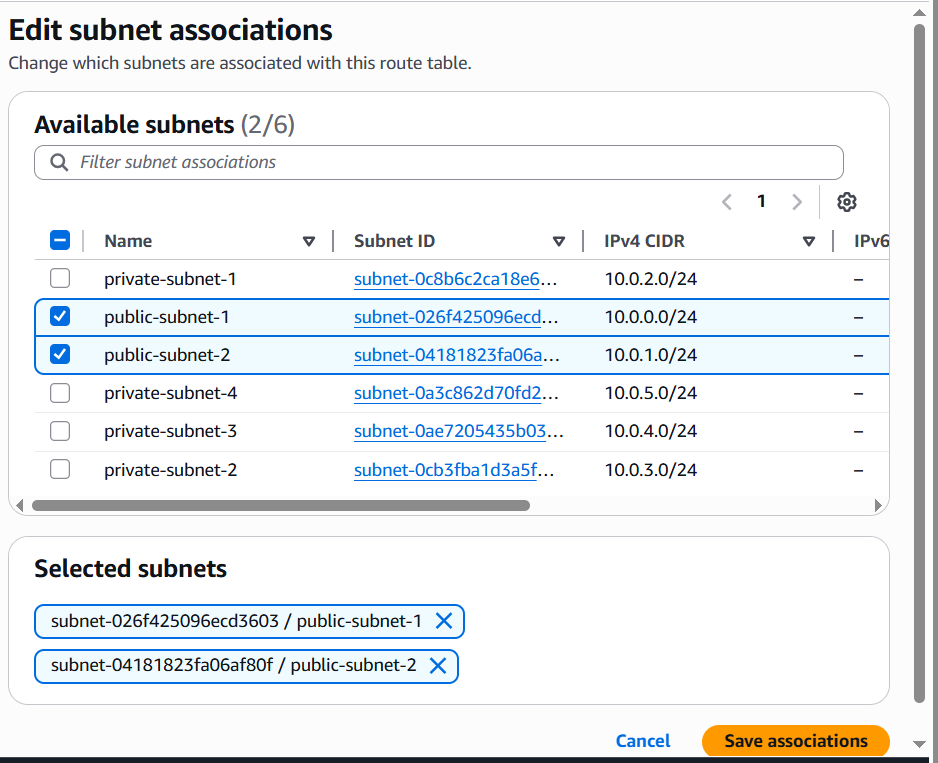 Edit subnet associations
Change which subnets are associated with this route table.
Available subnets (2/6)
Filter subnet associations
1
Name Subnet ID IPv4 CIDR IPv6
private-subnet-1 subnet-0c8b6c2ca18e6... 10.0.2.0/24 –
public-subnet-1 subnet-026f425096ecd... 10.0.0.0/24 –
public-subnet-2 subnet-04181823fa06a... 10.0.1.0/24 –
private-subnet-4 subnet-0a3c862d70fd2... 10.0.5.0/24 –
private-subnet-3 subnet-0ae7205435b03... 10.0.4.0/24 –
private-subnet-2 subnet-0cb3fba1d3a5f... 10.0.3.0/24 –
Selected subnets
subnet-026f425096ecd3603 / public-subnet-1
subnet-04181823fa06af80f / public-subnet-2
Cancel Save associations